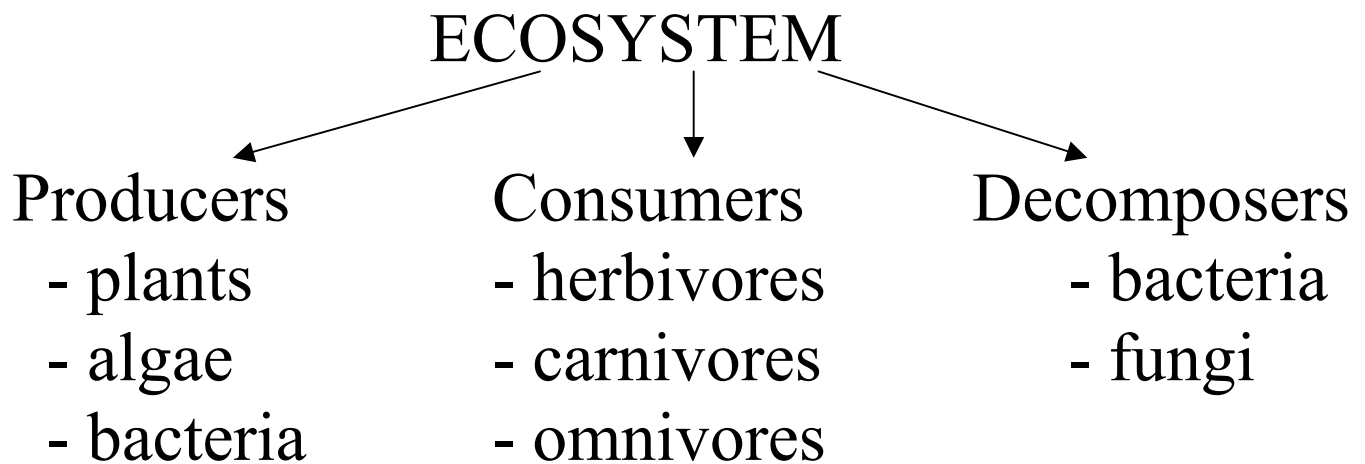 ECOSYSTEM
Producers Consumers Decomposers
- plants - herbivores - bacteria
- algae - carnivores - fungi
- bacteria - omnivores